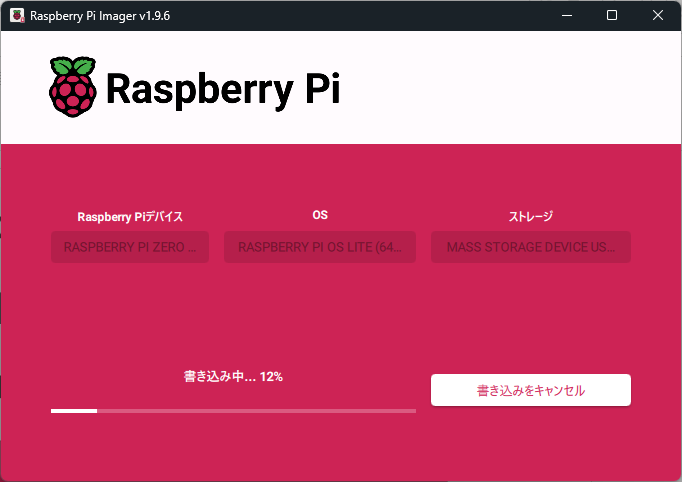 Raspberry Pi Imager v1.9.6
Raspberry Pi
Raspberry Piデバイス
OS
ストレージ
RASPBERRY PI ZERO ...
RASPBERRY PI OS LITE (64...
MASS STORAGE DEVICE US...
書き込み中... 12%
書き込みをキャンセル